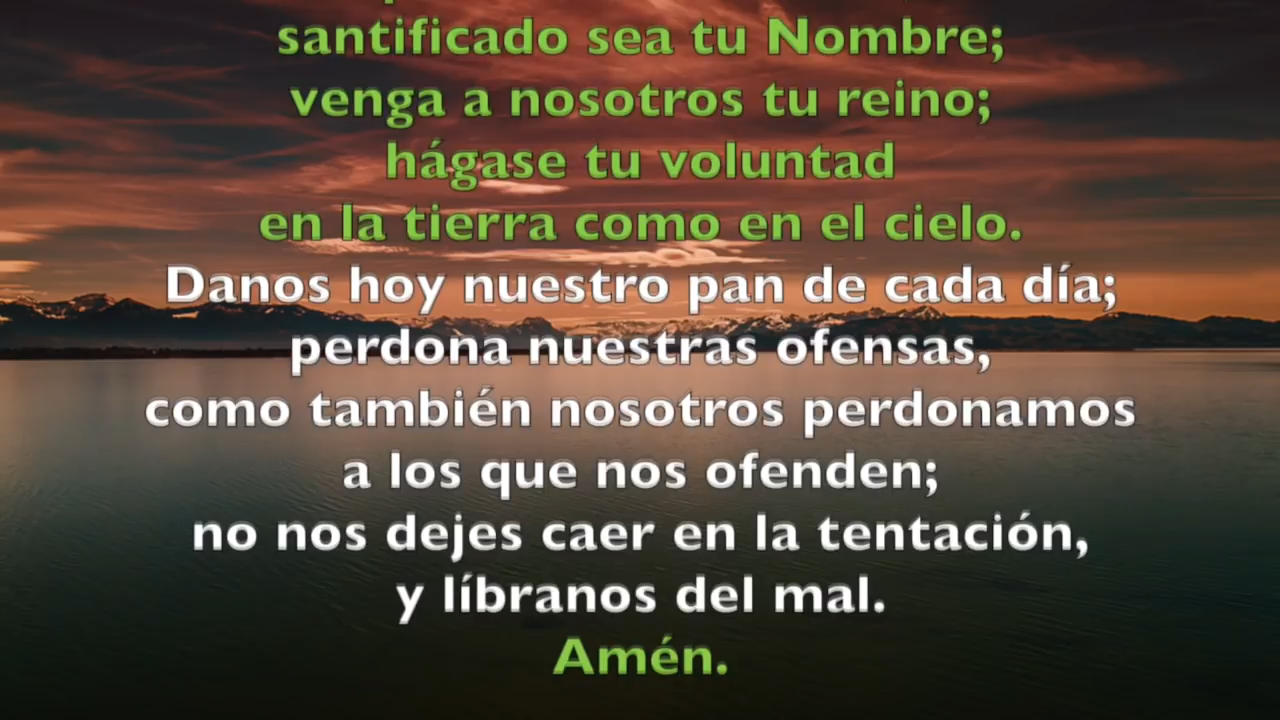 santificado sea tu Nombre;
venga a nosotros tu reino;
hágase tu voluntad
en la tierra como en el cielo.
Danos hoy nuestro pan de cada día;
perdona nuestras ofensas,
como también nosotros perdonamos
a los que nos ofenden;
no nos dejes caer en la tentación,
y líbranos del mal.
Amén.